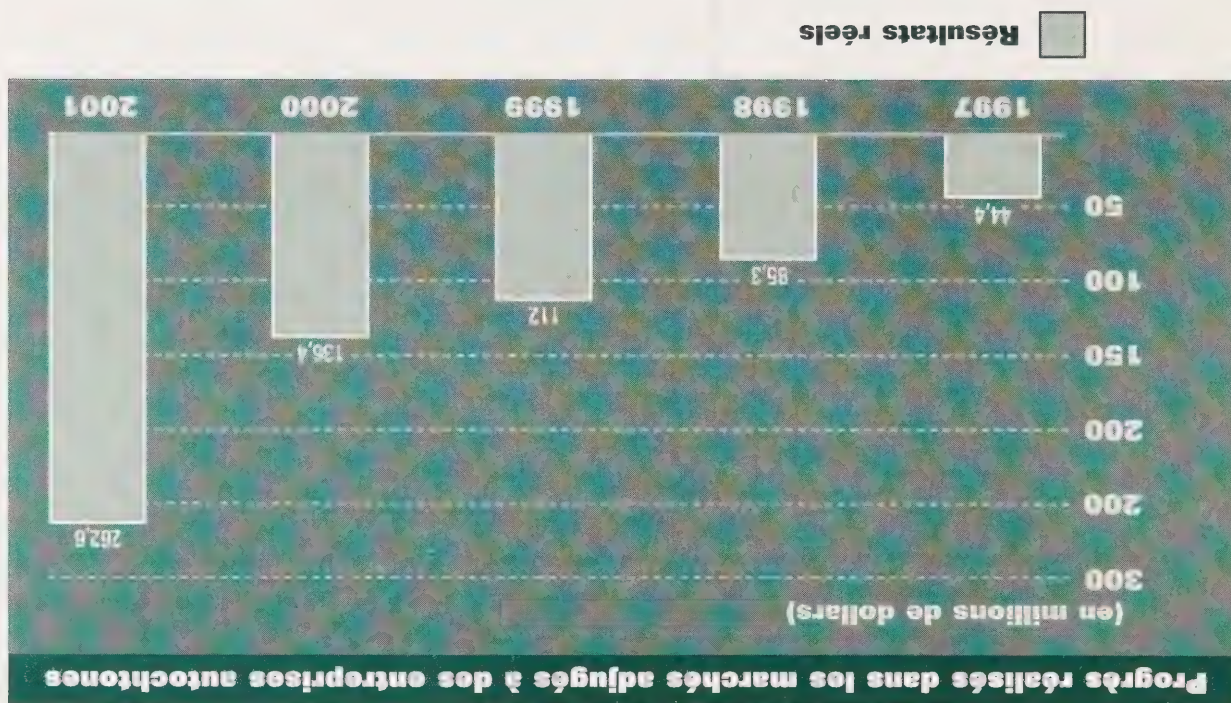 Progrès réalisés dans les marchés adjugés à des entreprises autochtones
(en millions de dollars)
300
262,6
200
200
150
136,4
112
100
85,3
50
44,4
1997 1998 1999 2000 2001
Résultats réels